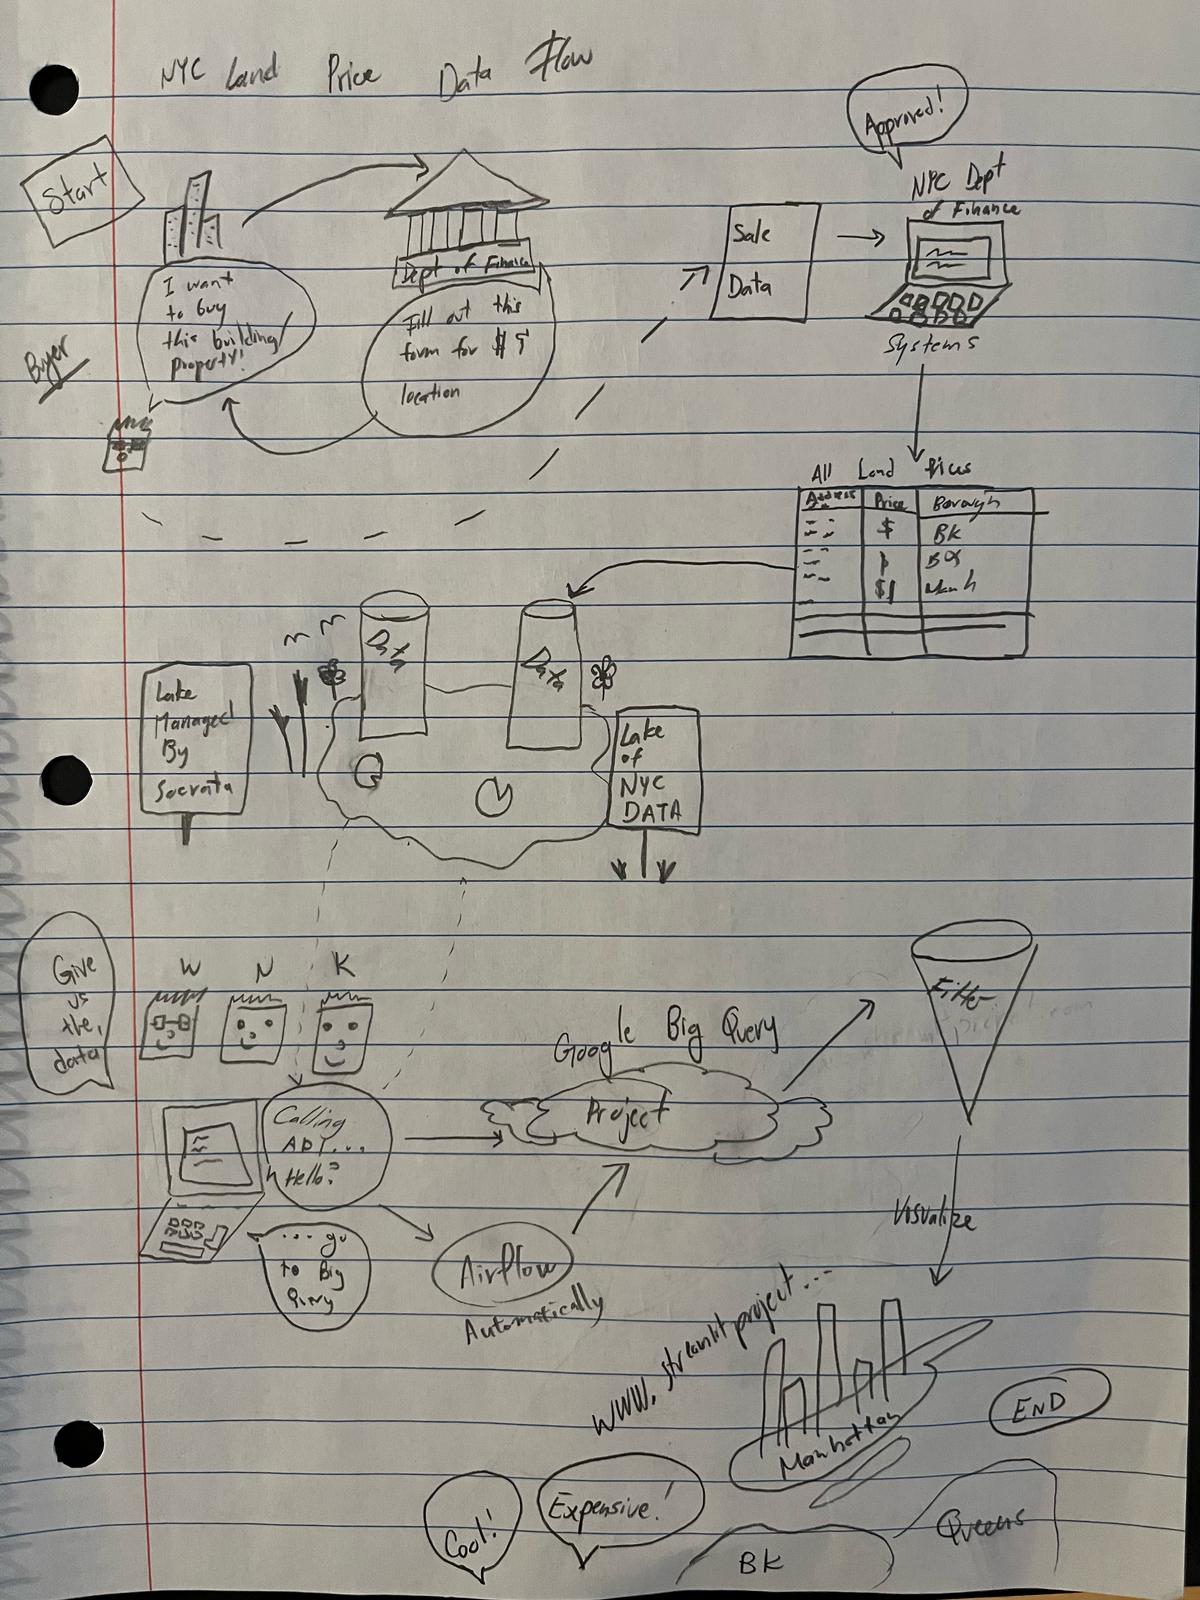 NYC Land Price Data Flow
Start
Approved!
NYC Dept
of Finance
Systems
Sale
Data
Dept of Finance
I want
to buy
this building/
property!
Fill out this
form for $ &
location
Buyer
All Land Prices
Address Price Borough
$ BK
BX
$ Manh
Data
Data
Lake
Managed
By
Socrata
Lake
of
NYC
DATA
Give
us
the
data
W N K
Calling
API...
Hello?
... go
to Big
Query
Google Big Query
Project
Filter
Airflow
Automatically
Visualize
WWW. streamlit project...
Manhattan
END
Cool!
Expensive!
BK
Queens